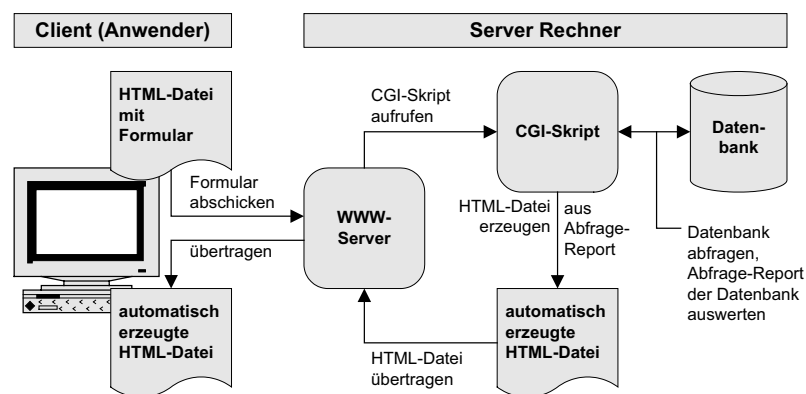 Client (Anwender)
Server Rechner
HTML-Datei
mit
Formular
CGI-Skript
aufrufen
CGI-Skript
Daten-
bank
Formular
abschicken
WWW-
Server
HTML-Datei
erzeugen
aus
Abfrage-
Report
Datenbank
abfragen,
Abfrage-Report
der Datenbank
auswerten
übertragen
automatisch
erzeugte
HTML-Datei
HTML-Datei
übertragen
automatisch
erzeugte
HTML-Datei